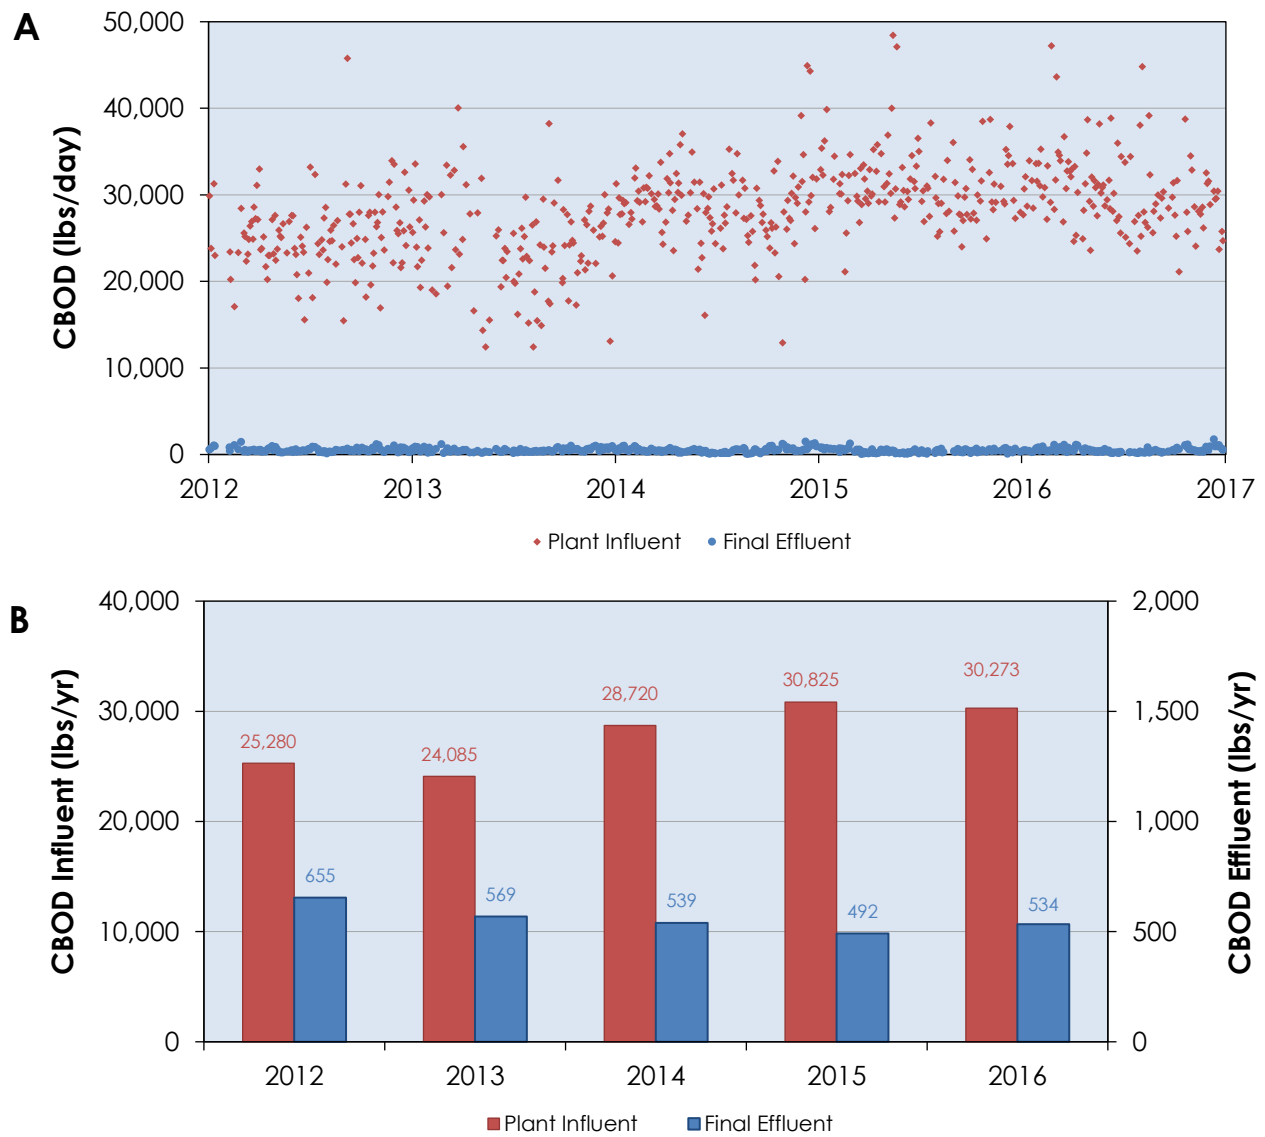 A
50,000
40,000
30,000
20,000
10,000
0
CBOD (lbs/day)
2012 2013 2014 2015 2016 2017
Plant Influent Final Effluent
B
40,000
30,000
20,000
10,000
0
CBOD Influent (lbs/yr)
2,000
1,500
1,000
500
0
CBOD Effluent (lbs/yr)
25,280
655
24,085
569
28,720
539
30,825
492
30,273
534
2012 2013 2014 2015 2016
Plant Influent Final Effluent